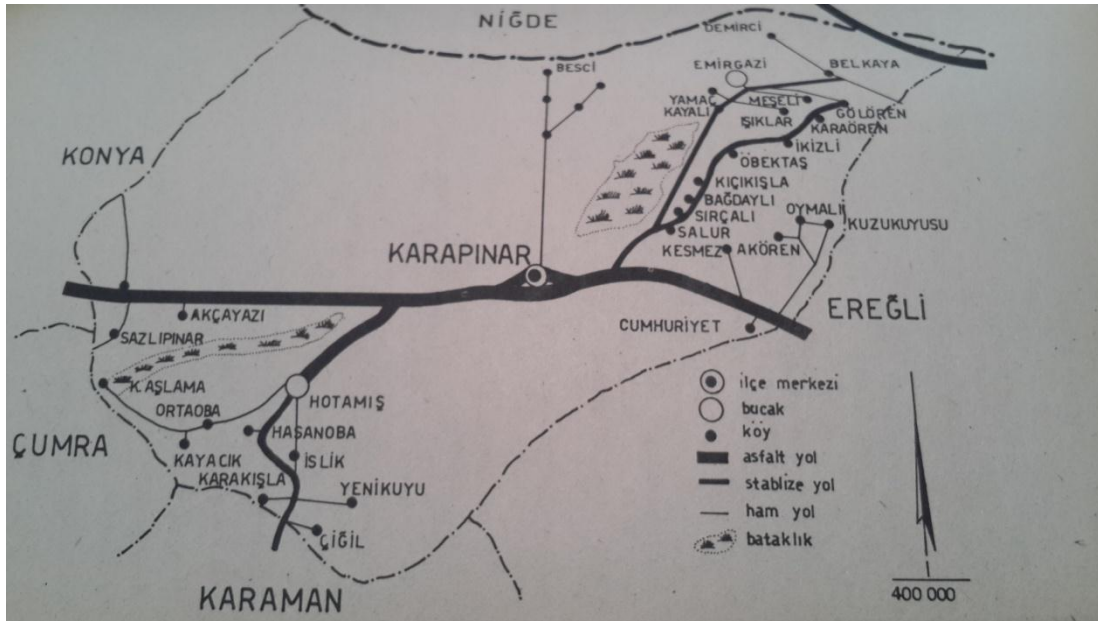 NİĞDE
DEMİRCİ
BESCİ
EMİRGAZİ
BELKAYA
YAMAÇ
MEŞELİ
KAYALI
IŞIKLAR
GÖLÖREN
KARAÖREN
KONYA
İKİZLİ
ÖBEKTAŞ
KIÇIKIŞLA
BAĞDAYLI
OYMALI
SIRÇALI
KUZUKUYUSU
SALUR
KARAPINAR
KESMEZ
AKÖREN
EREĞLİ
AKÇAYAZI
CUMHURİYET
SAZLIPINAR
K.AŞLAMA
ilçe merkezi
HOTAMIŞ
bucak
ORTAOBA
HASANOBA
köy
ÇUMRA
KAYACIK
İSLİK
asfalt yol
KARAKIŞLA
YENİKUYU
stablize yol
ham yol
ÇİĞİL
bataklık
KARAMAN
400 000